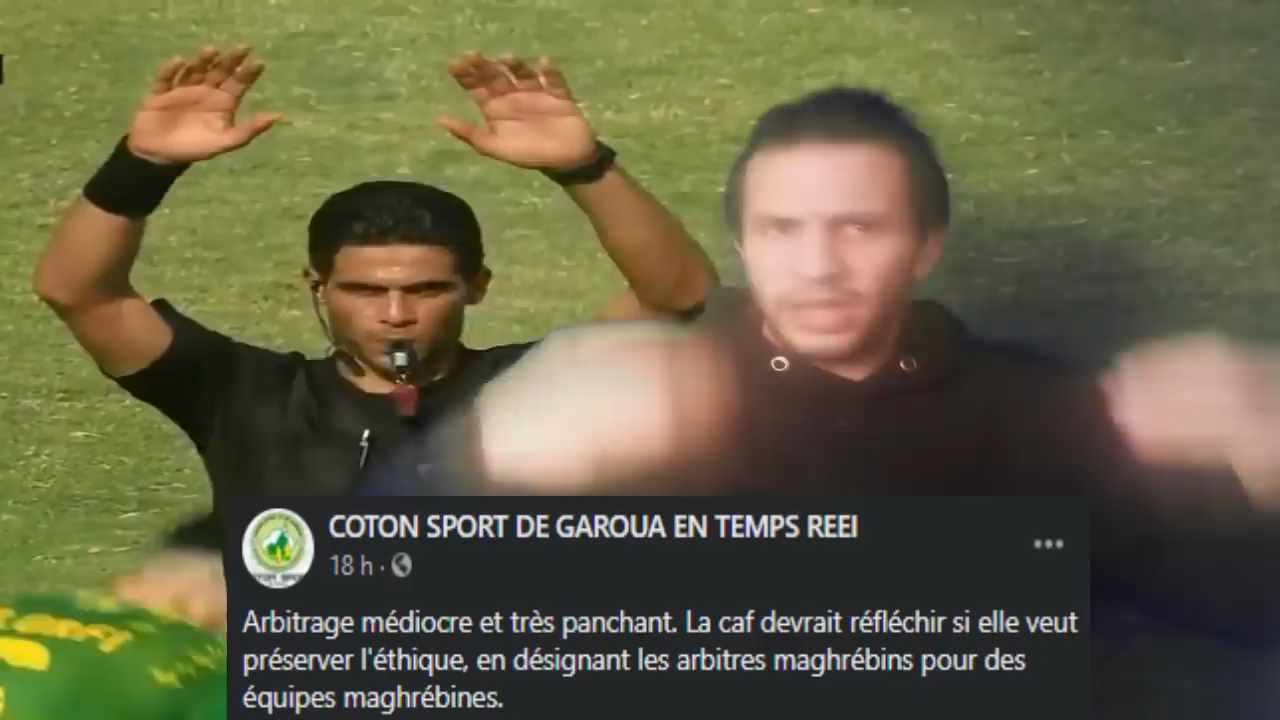 COTON SPORT DE GAROUA EN TEMPS REEl
18 h ·
Arbitrage médiocre et très panchant. La caf devrait réfléchir si elle veut
préserver l'éthique, en désignant les arbitres maghrébins pour des
équipes maghrébines.